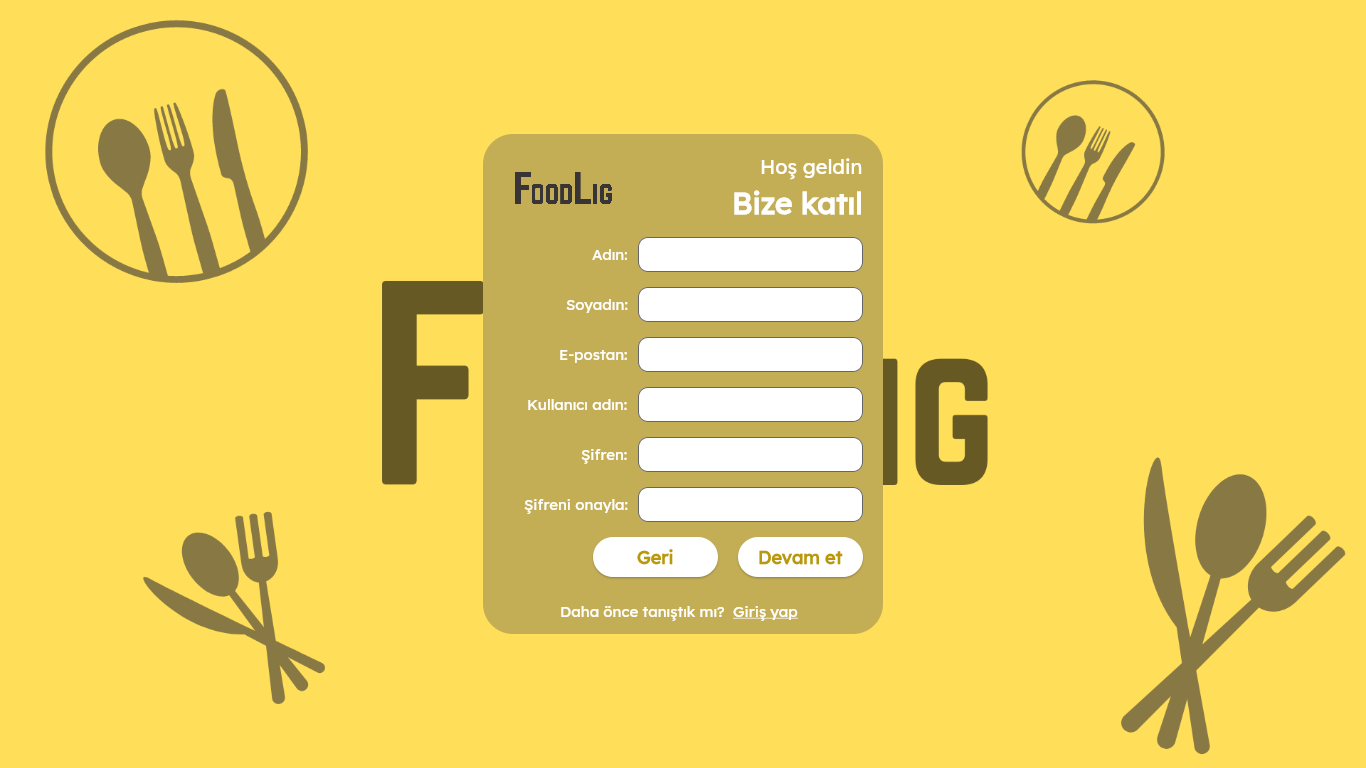 FoodLig
Hoş geldin
Bize katıl
Adın:
Soyadın:
E-postan:
Kullanıcı adın:
Şifren:
Şifreni onayla:
Geri
Devam et
Daha önce tanıştık mı? Giriş yap
F
IG